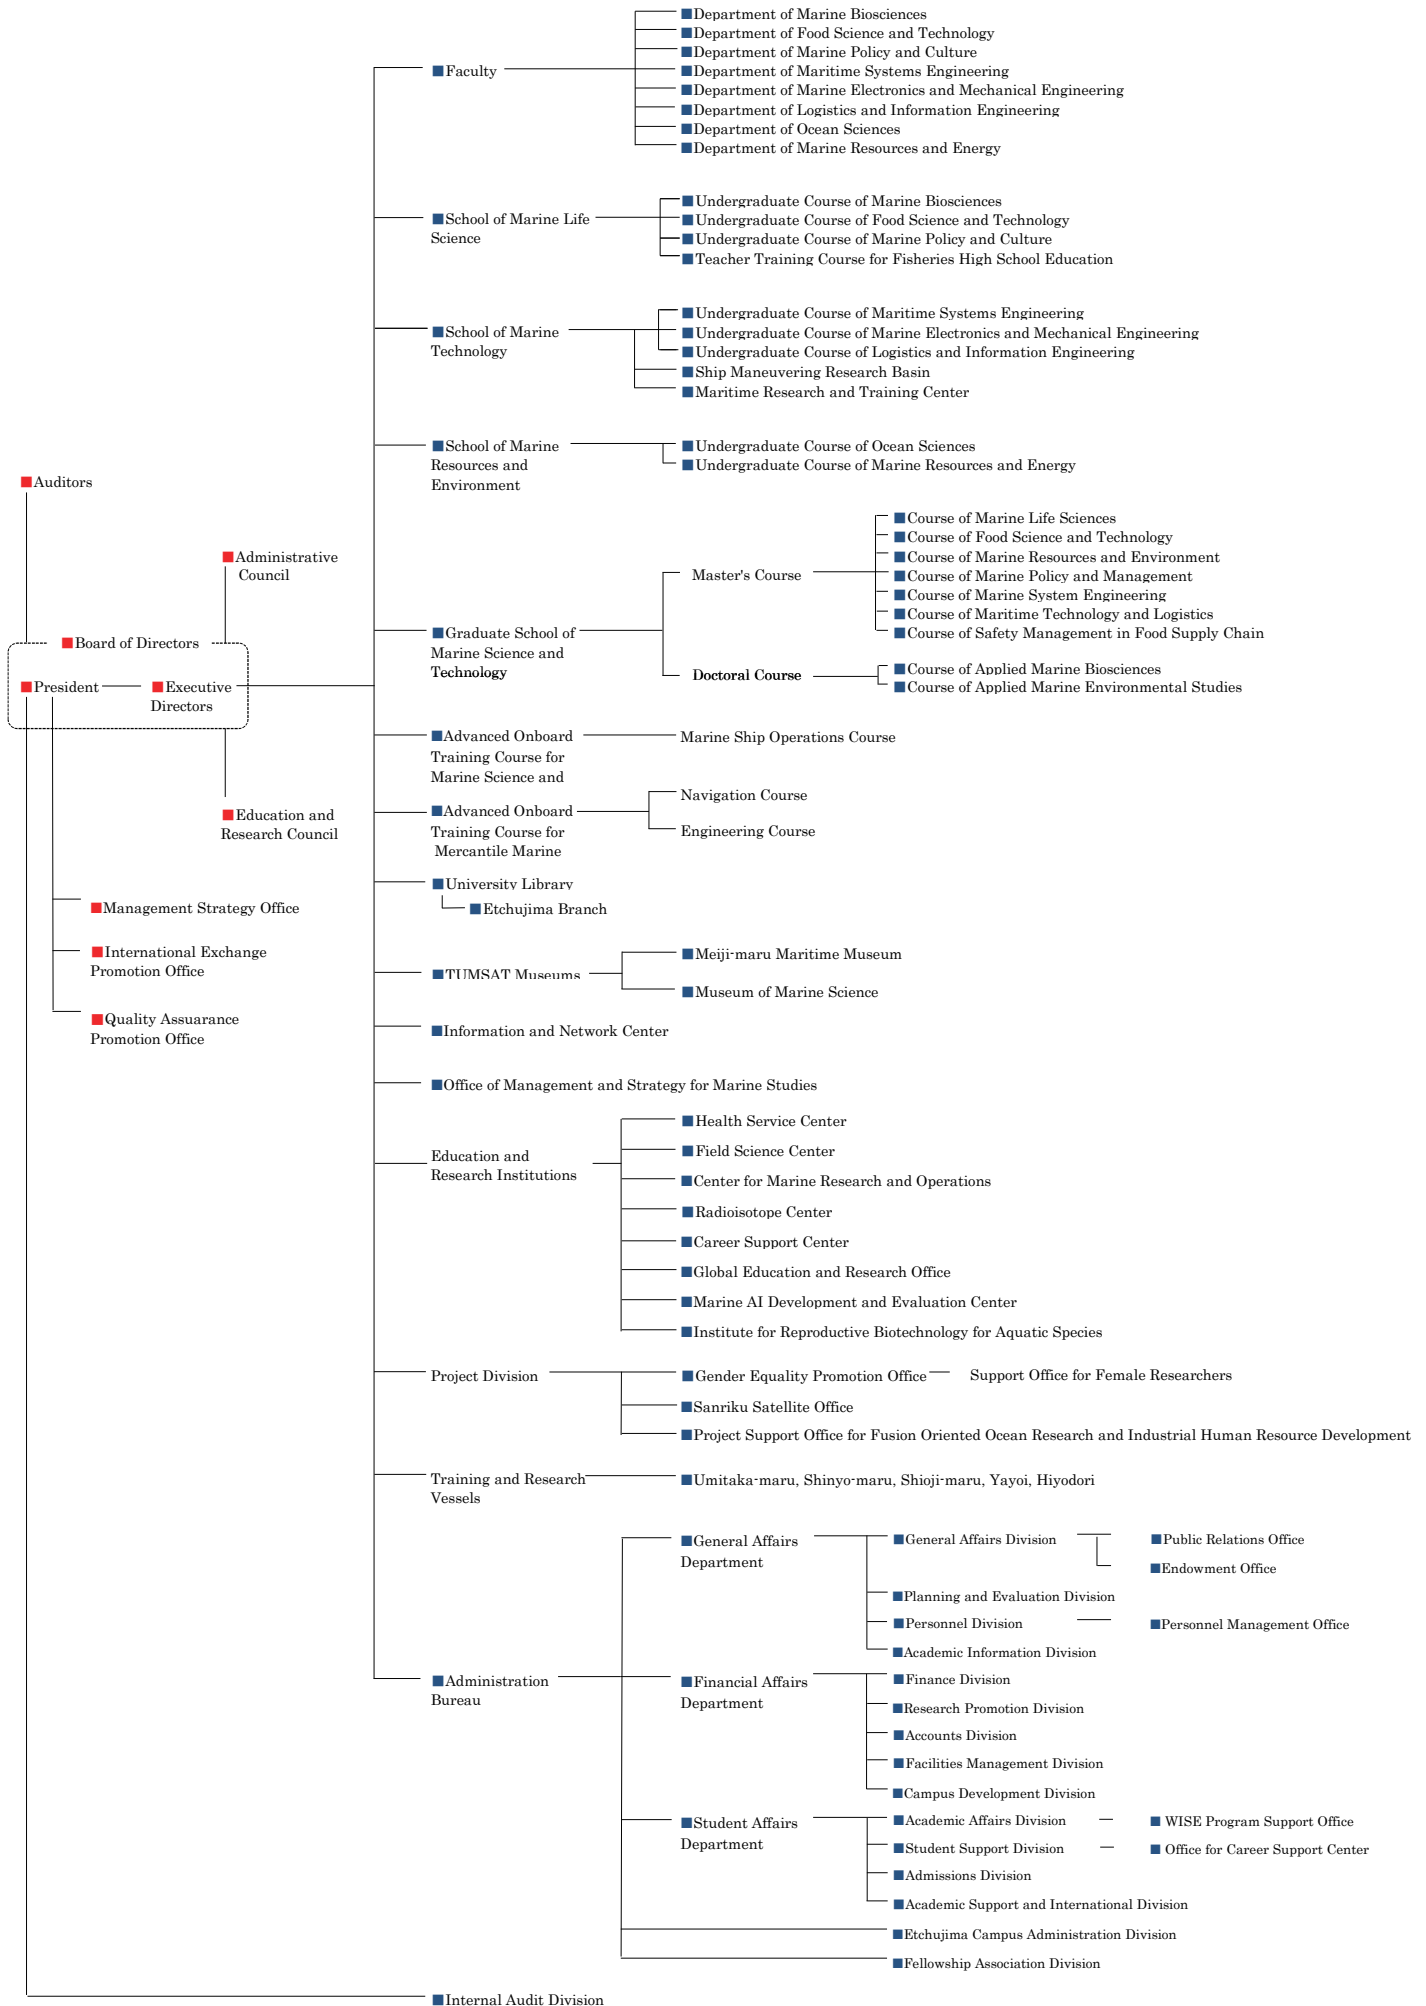 Department of Marine Biosciences
Department of Food Science and Technology
Department of Marine Policy and Culture
Faculty
Department of Maritime Systems Engineering
Department of Marine Electronics and Mechanical Engineering
Department of Logistics and Information Engineering
Department of Ocean Sciences
Department of Marine Resources and Energy
School of Marine Life
Science
Undergraduate Course of Marine Biosciences
Undergraduate Course of Food Science and Technology
Undergraduate Course of Marine Policy and Culture
Teacher Training Course for Fisheries High School Education
School of Marine
Technology
Undergraduate Course of Maritime Systems Engineering
Undergraduate Course of Marine Electronics and Mechanical Engineering
Undergraduate Course of Logistics and Information Engineering
Ship Maneuvering Research Basin
Maritime Research and Training Center
School of Marine
Resources and
Environment
Undergraduate Course of Ocean Sciences
Undergraduate Course of Marine Resources and Energy
Auditors
Administrative
Council
Board of Directors
President
Executive
Directors
Education and
Research Council
Management Strategy Office
International Exchange
Promotion Office
Quality Assuarance
Promotion Office
Graduate School of
Marine Science and
Technology
Master's Course
Course of Marine Life Sciences
Course of Food Science and Technology
Course of Marine Resources and Environment
Course of Marine Policy and Management
Course of Marine System Engineering
Course of Maritime Technology and Logistics
Course of Safety Management in Food Supply Chain
Doctoral Course
Course of Applied Marine Biosciences
Course of Applied Marine Environmental Studies
Advanced Onboard
Training Course for
Marine Science and
Marine Ship Operations Course
Advanced Onboard
Training Course for
Mercantile Marine
Navigation Course
Engineering Course
University Library
Etchujima Branch
TUMSAT Museums
Meiji-maru Maritime Museum
Museum of Marine Science
Information and Network Center
Office of Management and Strategy for Marine Studies
Education and
Research Institutions
Health Service Center
Field Science Center
Center for Marine Research and Operations
Radioisotope Center
Career Support Center
Global Education and Research Office
Marine AI Development and Evaluation Center
Institute for Reproductive Biotechnology for Aquatic Species
Project Division
Gender Equality Promotion Office
Support Office for Female Researchers
Sanriku Satellite Office
Project Support Office for Fusion Oriented Ocean Research and Industrial Human Resource Development
Training and Research
Vessels
Umitaka-maru, Shinyo-maru, Shioji-maru, Yayoi, Hiyodori
Administration
Bureau
General Affairs
Department
General Affairs Division
Public Relations Office
Endowment Office
Planning and Evaluation Division
Personnel Division
Personnel Management Office
Academic Information Division
Financial Affairs
Department
Finance Division
Research Promotion Division
Accounts Division
Facilities Management Division
Campus Development Division
Student Affairs
Department
Academic Affairs Division
WISE Program Support Office
Student Support Division
Office for Career Support Center
Admissions Division
Academic Support and International Division
Etchujima Campus Administration Division
Fellowship Association Division
Internal Audit Division